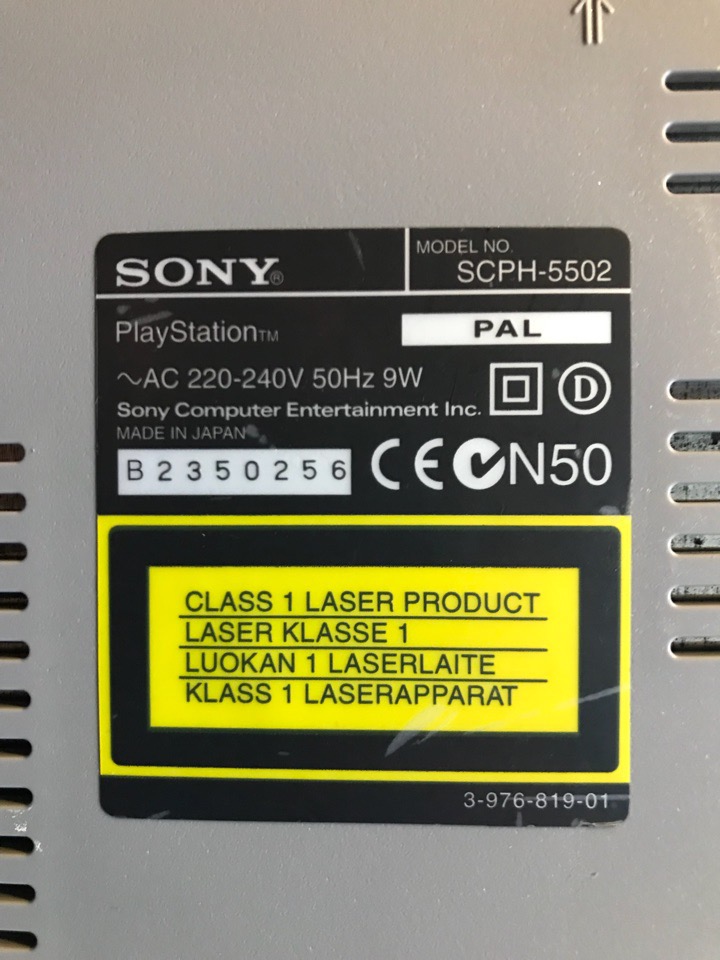 SONY®
MODEL NO.
SCPH-5502
PlayStation™
PAL
~AC 220-240V 50Hz 9W
D
Sony Computer Entertainment Inc.
MADE IN JAPAN
B2350256
CE N50
CLASS 1 LASER PRODUCT
LASER KLASSE 1
LUOKAN 1 LASERLAITE
KLASS 1 LASERAPPARAT
3-976-819-01